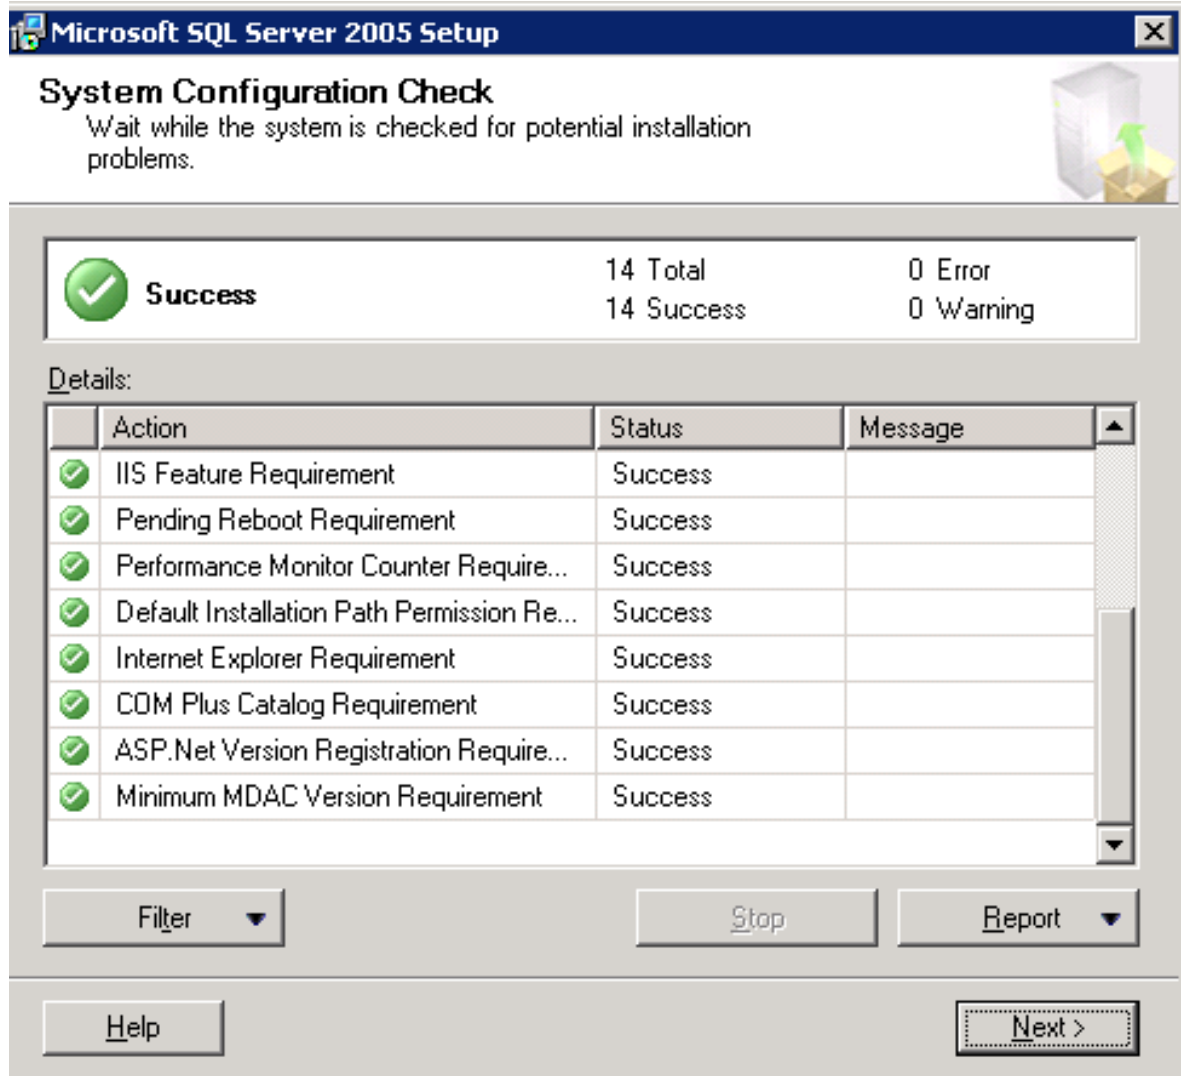 Microsoft SQL Server 2005 Setup
System Configuration Check
Wait while the system is checked for potential installation
problems.
Success
14 Total
0 Error
14 Success
0 Warning
Details:
Action Status Message
IIS Feature Requirement Success
Pending Reboot Requirement Success
Performance Monitor Counter Require... Success
Default Installation Path Permission Re... Success
Internet Explorer Requirement Success
COM Plus Catalog Requirement Success
ASP.Net Version Registration Require... Success
Minimum MDAC Version Requirement Success
Filter Stop Report
Help Next >